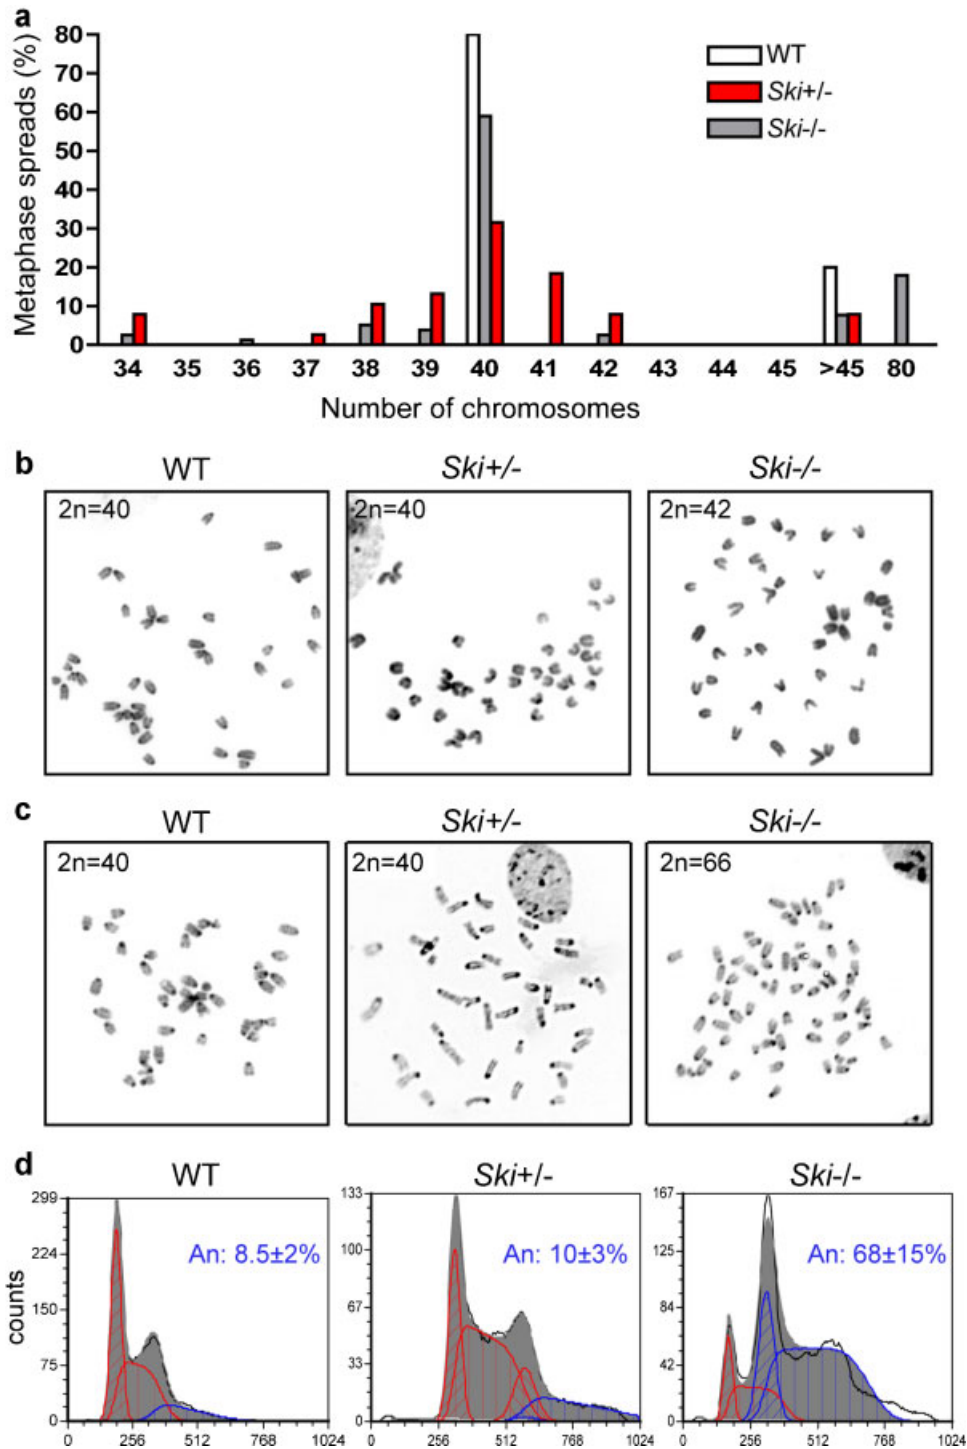 a
Metaphase spreads (%)
80
70
60
50
40
30
20
10
0
WT
Ski+/-
Ski-/-
34 35 36 37 38 39 40 41 42 43 44 45 >45 80
Number of chromosomes
b
WT Ski+/- Ski-/-
2n=40 2n=40 2n=42
c
WT Ski+/- Ski-/-
2n=40 2n=40 2n=66
d
WT Ski+/- Ski-/-
counts
299
224
150
75
0
An: 8.5±2%
0 256 512 768 1024
133
100
67
33
0
An: 10±3%
0 256 512 768 1024
167
125
84
42
0
An: 68±15%
0 256 512 768 1024